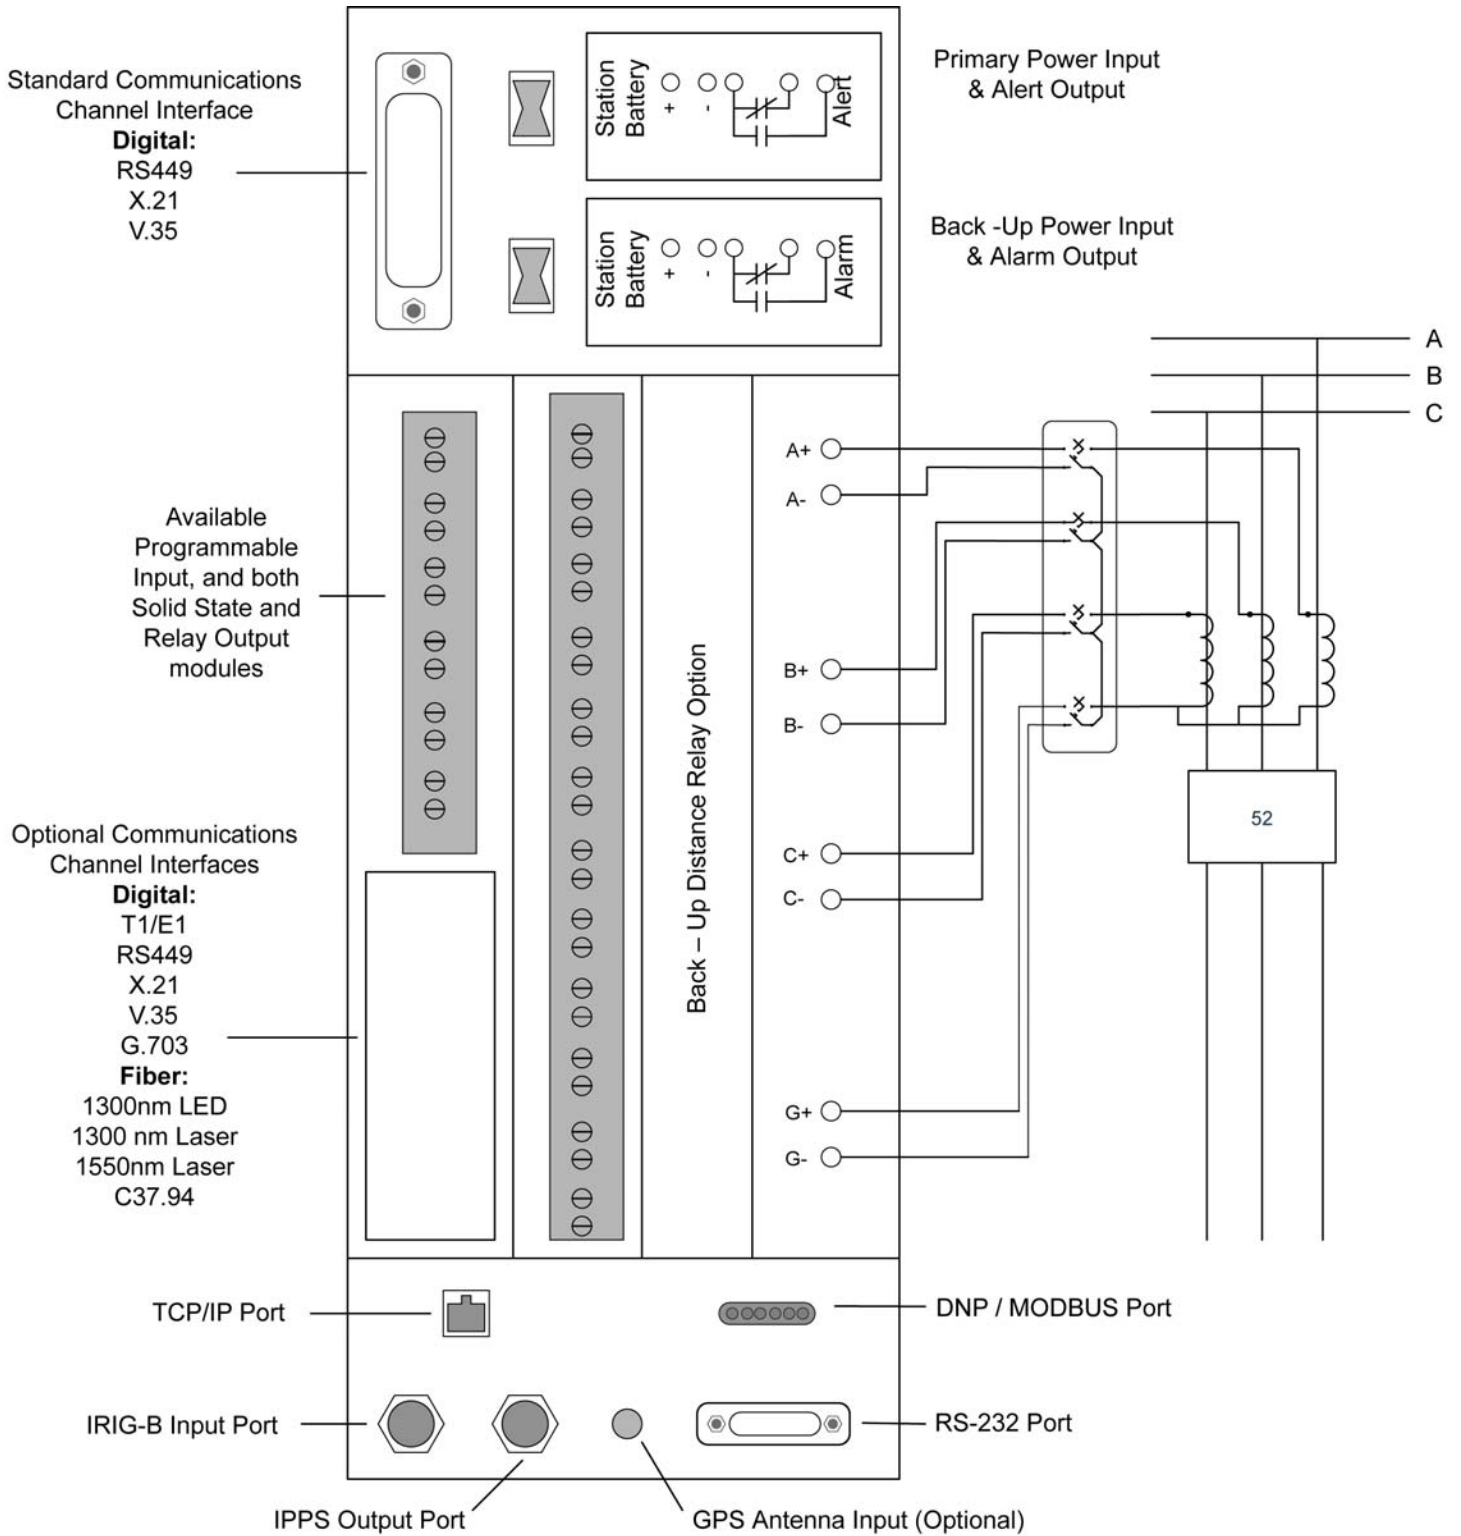 Standard Communications
Channel Interface
Digital:
RS449
X.21
V.35
Station
Battery
+
-
Alert
Primary Power Input
& Alert Output
Station
Battery
+
-
Alarm
Back -Up Power Input
& Alarm Output
A
B
C
A+
A-
B+
B-
C+
C-
G+
G-
52
Available
Programmable
Input, and both
Solid State and
Relay Output
modules
Back – Up Distance Relay Option
Optional Communications
Channel Interfaces
Digital:
T1/E1
RS449
X.21
V.35
G.703
Fiber:
1300nm LED
1300 nm Laser
1550nm Laser
C37.94
TCP/IP Port
DNP / MODBUS Port
IRIG-B Input Port
RS-232 Port
IPPS Output Port
GPS Antenna Input (Optional)